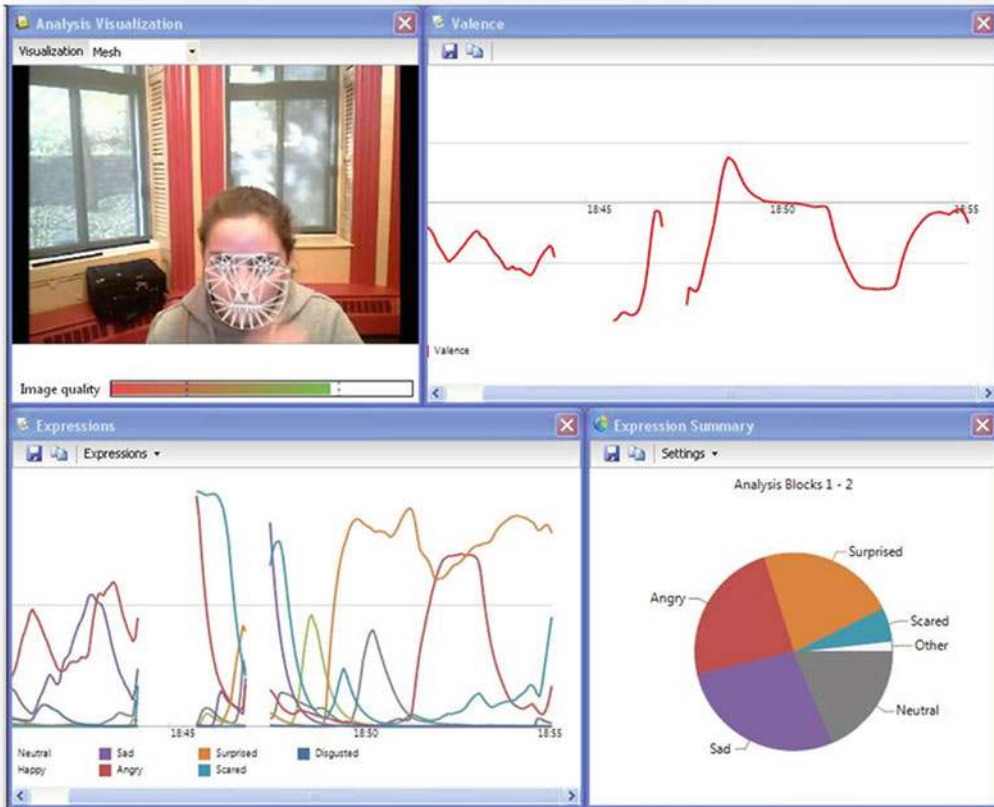 Analysis Visualization
Visualization Mesh
Image quality
Valence
18:45 18:50 18:55
Valence
Expressions
Expressions
18:45 18:50 18:55
Neutral Sad Surprised Disgusted
Happy Angry Scared
Expression Summary
Settings
Analysis Blocks 1 - 2
Surprised
Angry
Scared
Other
Neutral
Sad